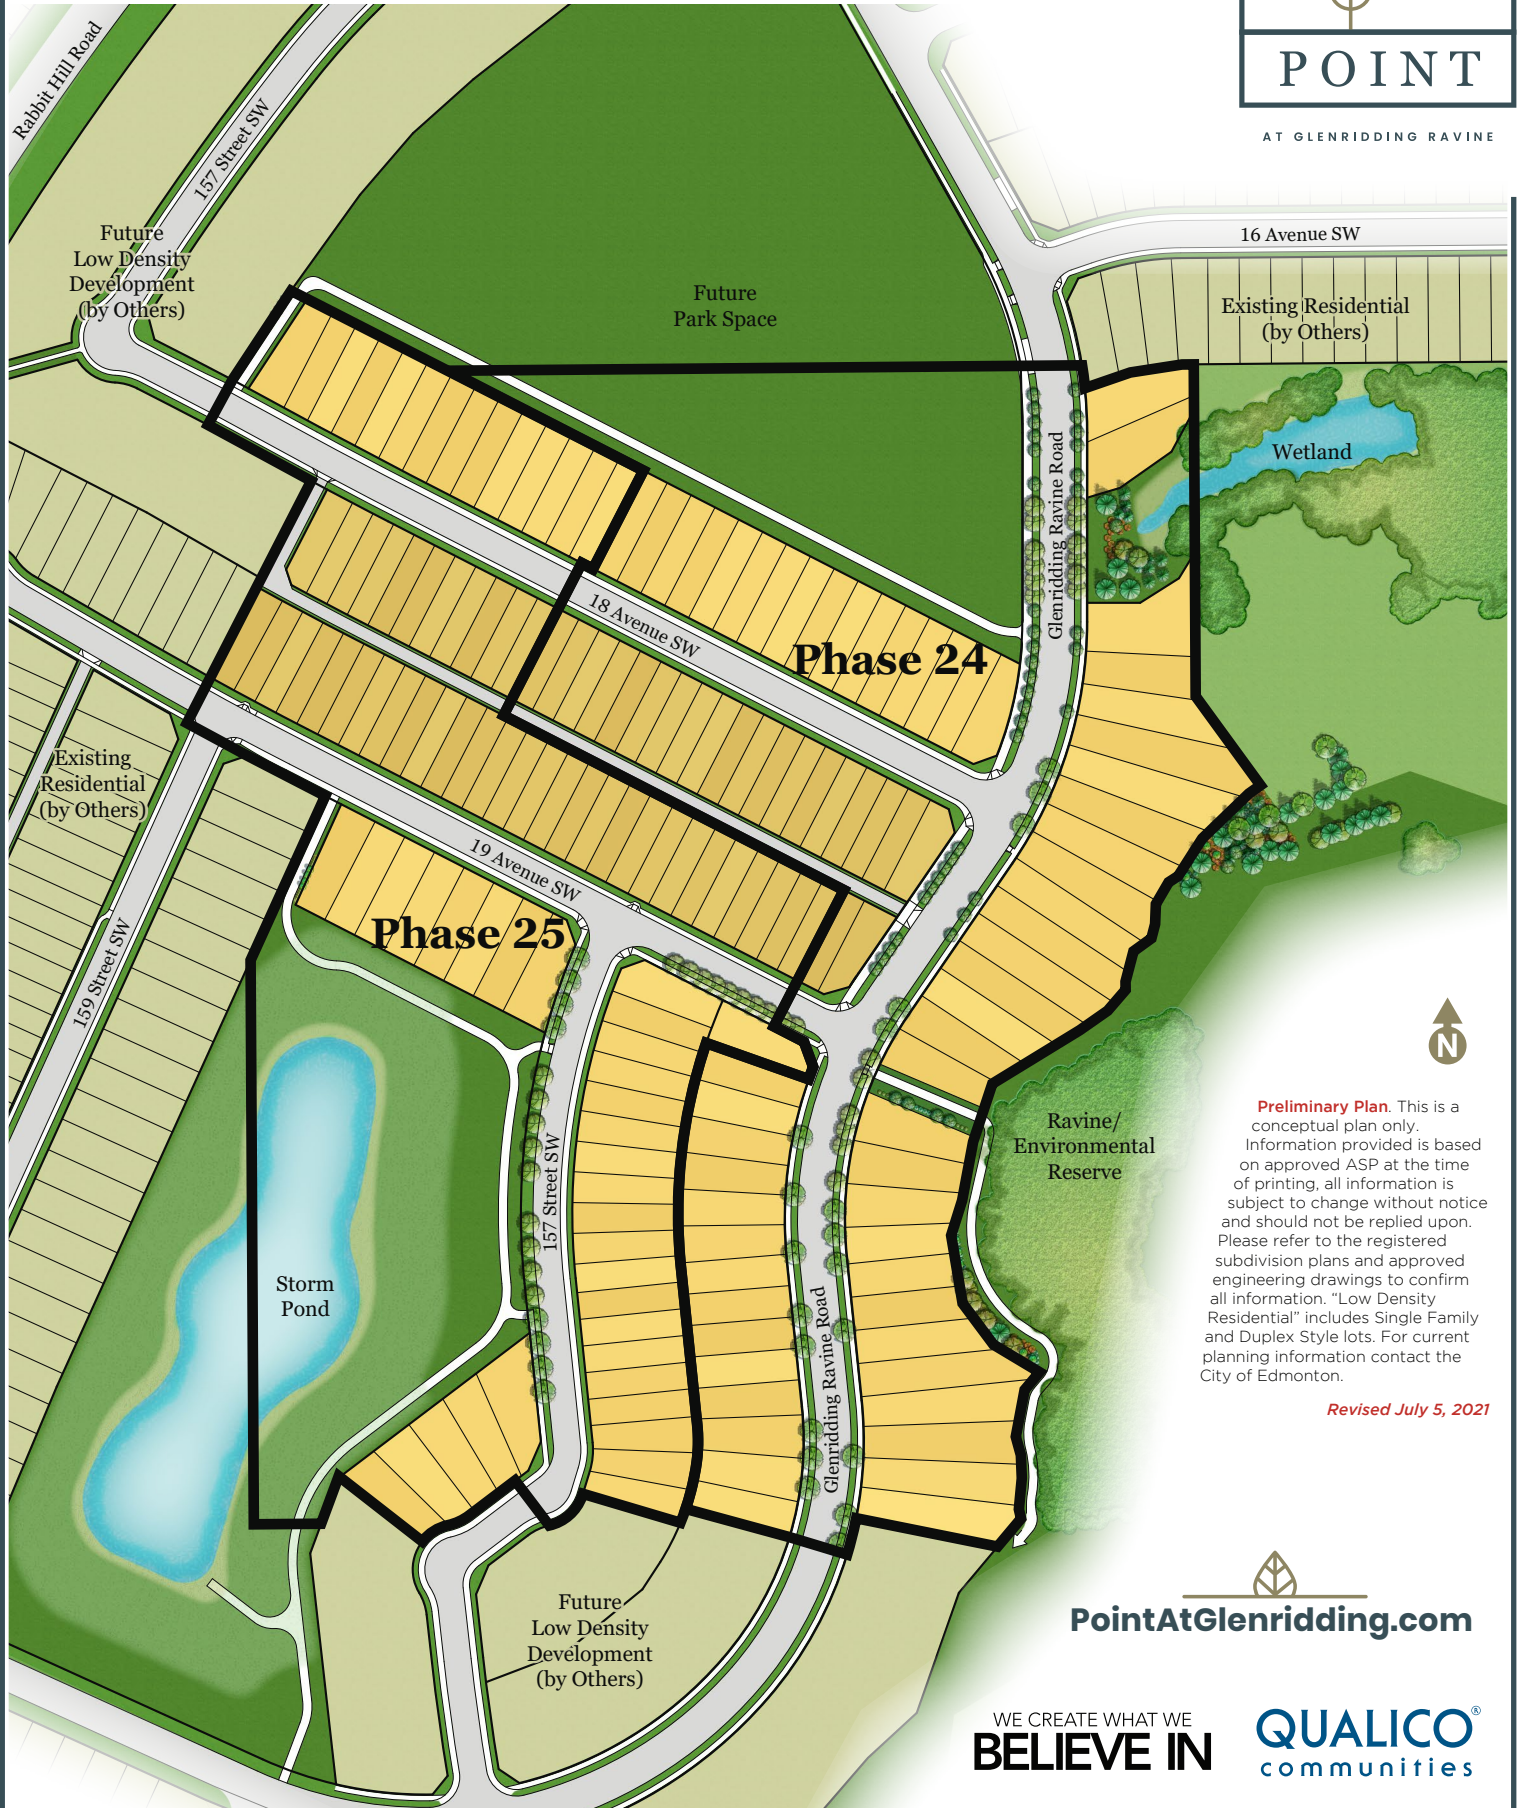 POINT
AT GLENRIDDING RAVINE
Rabbit Hill Road
157 Street SW
16 Avenue SW
Future
Low Density
Development
(by Others)
Future
Park Space
Existing Residential
(by Others)
Wetland
Glenridding Ravine Road
18 Avenue SW
Phase 24
Existing
Residential
(by Others)
19 Avenue SW
Phase 25
159 Street SW
N
Ravine/
Environmental
Reserve
157 Street SW
Storm
Pond
Glenridding Ravine Road
Preliminary Plan. This is a
conceptual plan only.
Information provided is based
on approved ASP at the time
of printing, all information is
subject to change without notice
and should not be replied upon.
Please refer to the registered
subdivision plans and approved
engineering drawings to confirm
all information. “Low Density
Residential” includes Single Family
and Duplex Style lots. For current
planning information contact the
City of Edmonton.
Revised July 5, 2021
Future
Low Density
Development
(by Others)
PointAtGlenridding.com
WE CREATE WHAT WE
BELIEVE IN
QUALICO®
communities